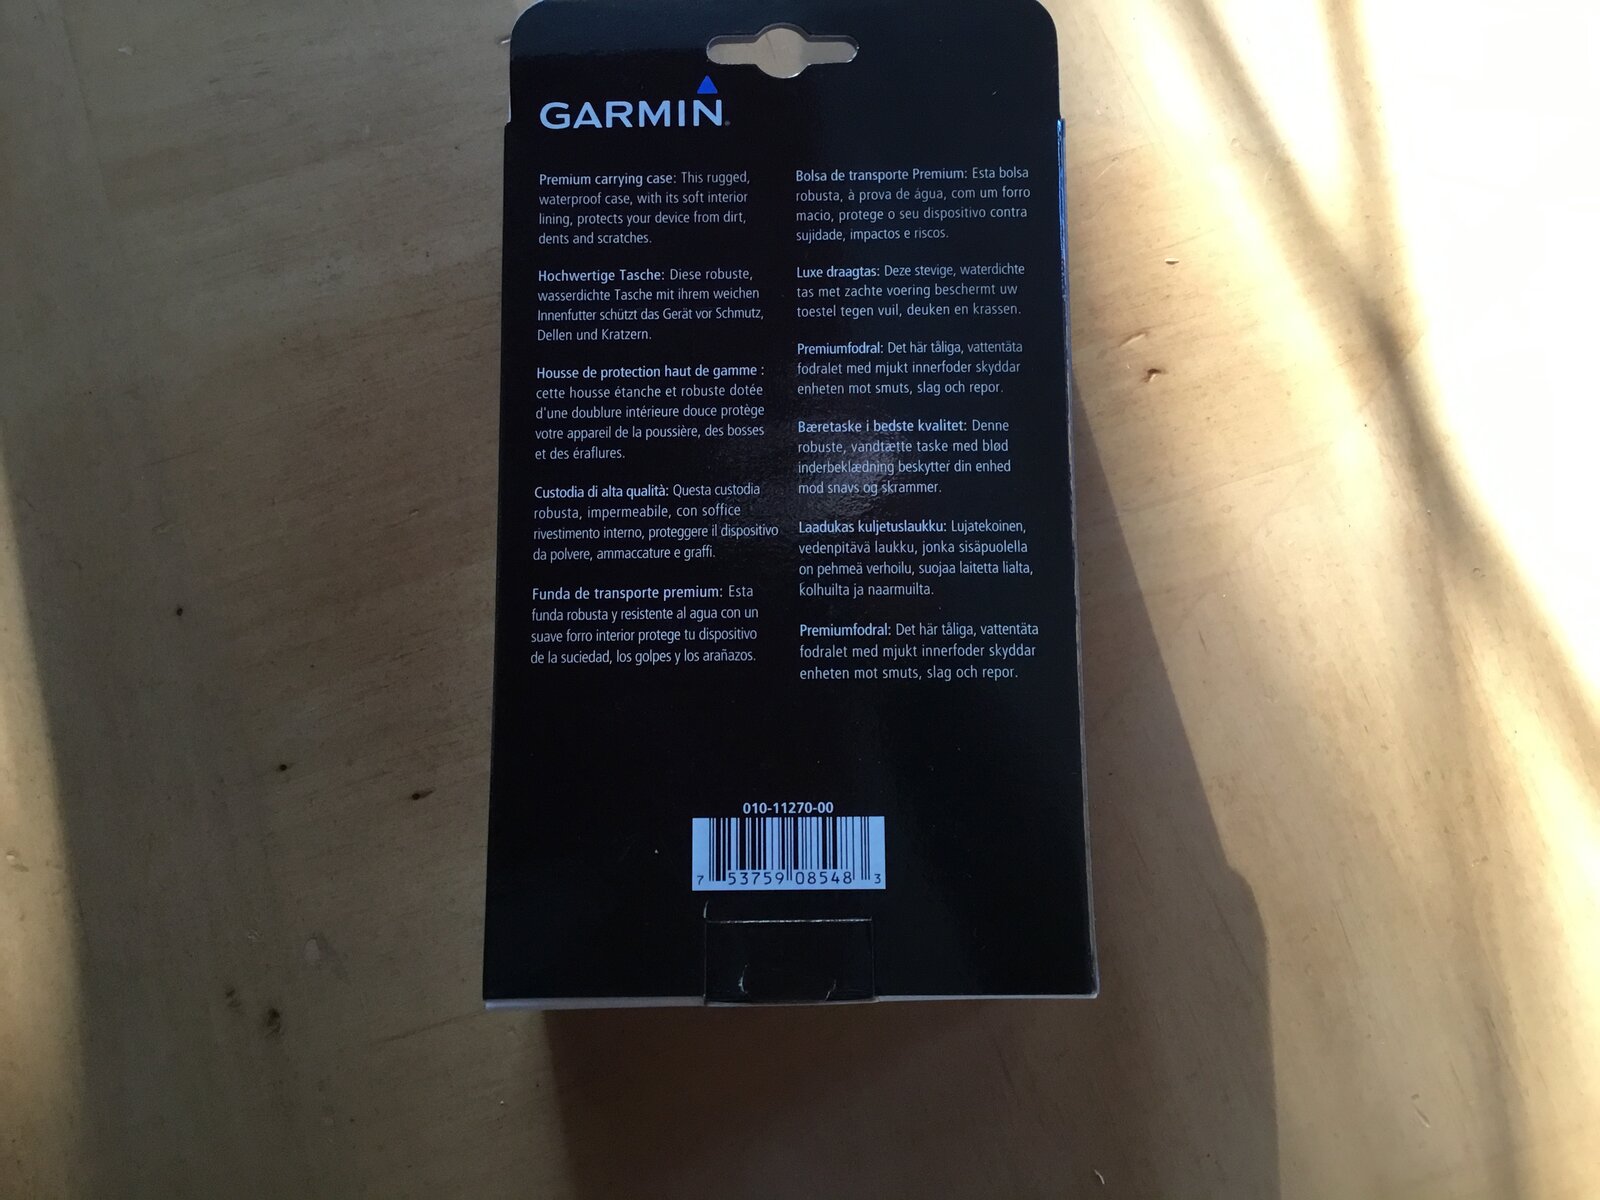 GARMIN
Premium carrying case: This rugged,
waterproof case, with its soft interior
lining, protects your device from dirt,
dents and scratches.
Hochwertige Tasche: Diese robuste,
wasserdichte Tasche mit ihrem weichen
Innenfutter schützt das Gerät vor Schmutz,
Dellen und Kratzern.
Housse de protection haut de gamme :
cette housse étanche et robuste dotée
d'une doublure intérieure douce protège
votre appareil de la poussière, des bosses
et des éraflures.
Custodia di alta qualità: Questa custodia
robusta, impermeabile, con soffice
rivestimento interno, proteggere il dispositivo
da polvere, ammaccature e graffi.
Funda de transporte premium: Esta
funda robusta y resistente al agua con un
suave forro interior protege tu dispositivo
de la suciedad, los golpes y los arañazos.
Bolsa de transporte Premium: Esta bolsa
robusta, à prova de água, com um forro
macio, protege o seu dispositivo contra
sujidade, impactos e riscos.
Luxe draagtas: Deze stevige, waterdichte
tas met zachte voering beschermt uw
toestel tegen vuil, deuken en krassen.
Premiumfodral: Det här tåliga, vattentäta
fodralet med mjukt innerfoder skyddar
enheten mot smuts, slag och repor.
Bæretaske i bedste kvalitet: Denne
robuste, vandtætte taske med blød
inderbeklædning beskytter din enhed
mod snavs og skrammer.
Laadukas kuljetuslaukku: Lujatekoinen,
vedenpitävä laukku, jonka sisäpuolella
on pehmeä verhoilu, suojaa laitetta lialta,
kolhuilta ja naarmuilta.
Premiumfodral: Det här tåliga, vattentäta
fodralet med mjukt innerfoder skyddar
enheten mot smuts, slag och repor.
010-11270-00
7 53759 08548 3